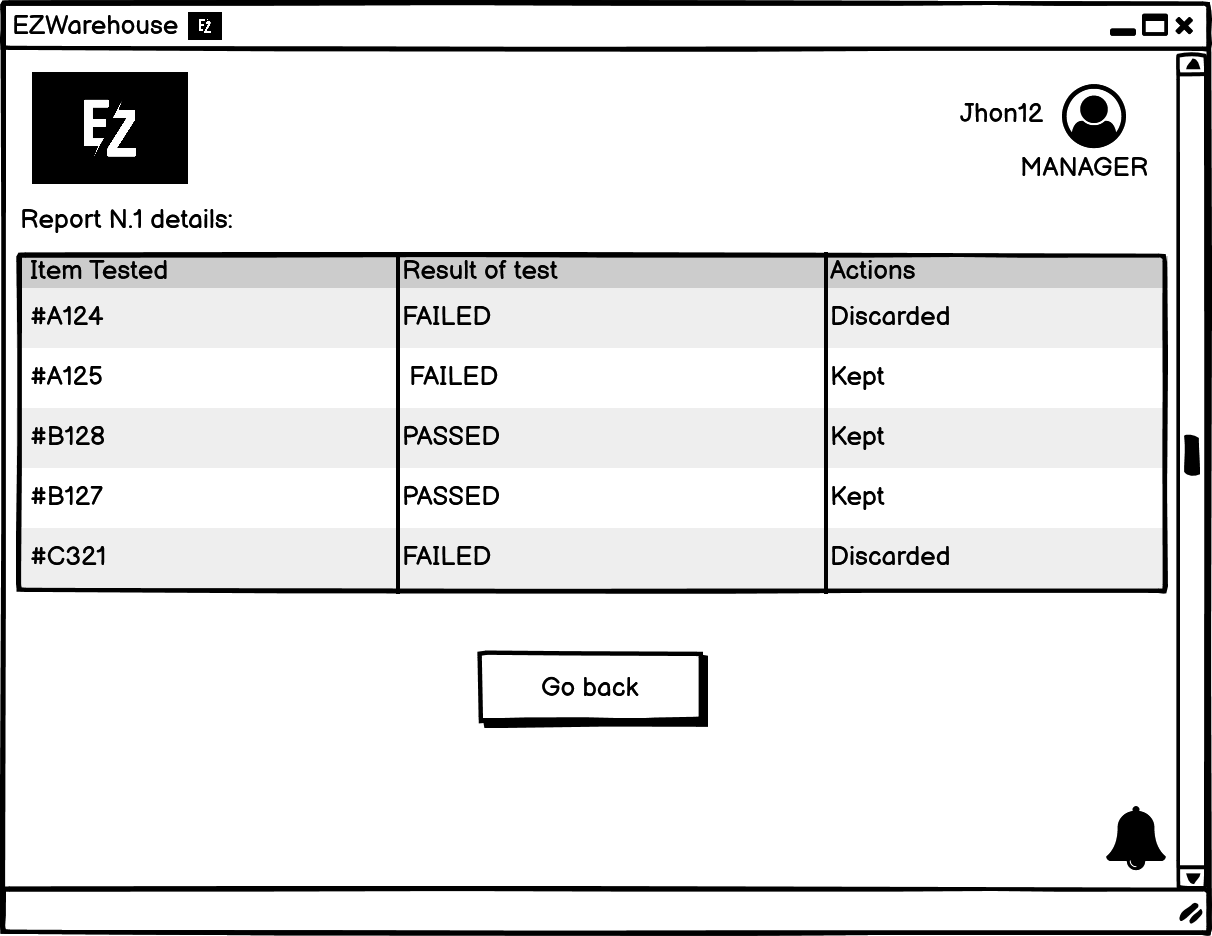 EZWarehouse EZ
EZ
Jhon12
MANAGER
Report N.1 details:
Item Tested Result of test Actions
#A124 FAILED Discarded
#A125 FAILED Kept
#B128 PASSED Kept
#B127 PASSED Kept
#C321 FAILED Discarded
Go back